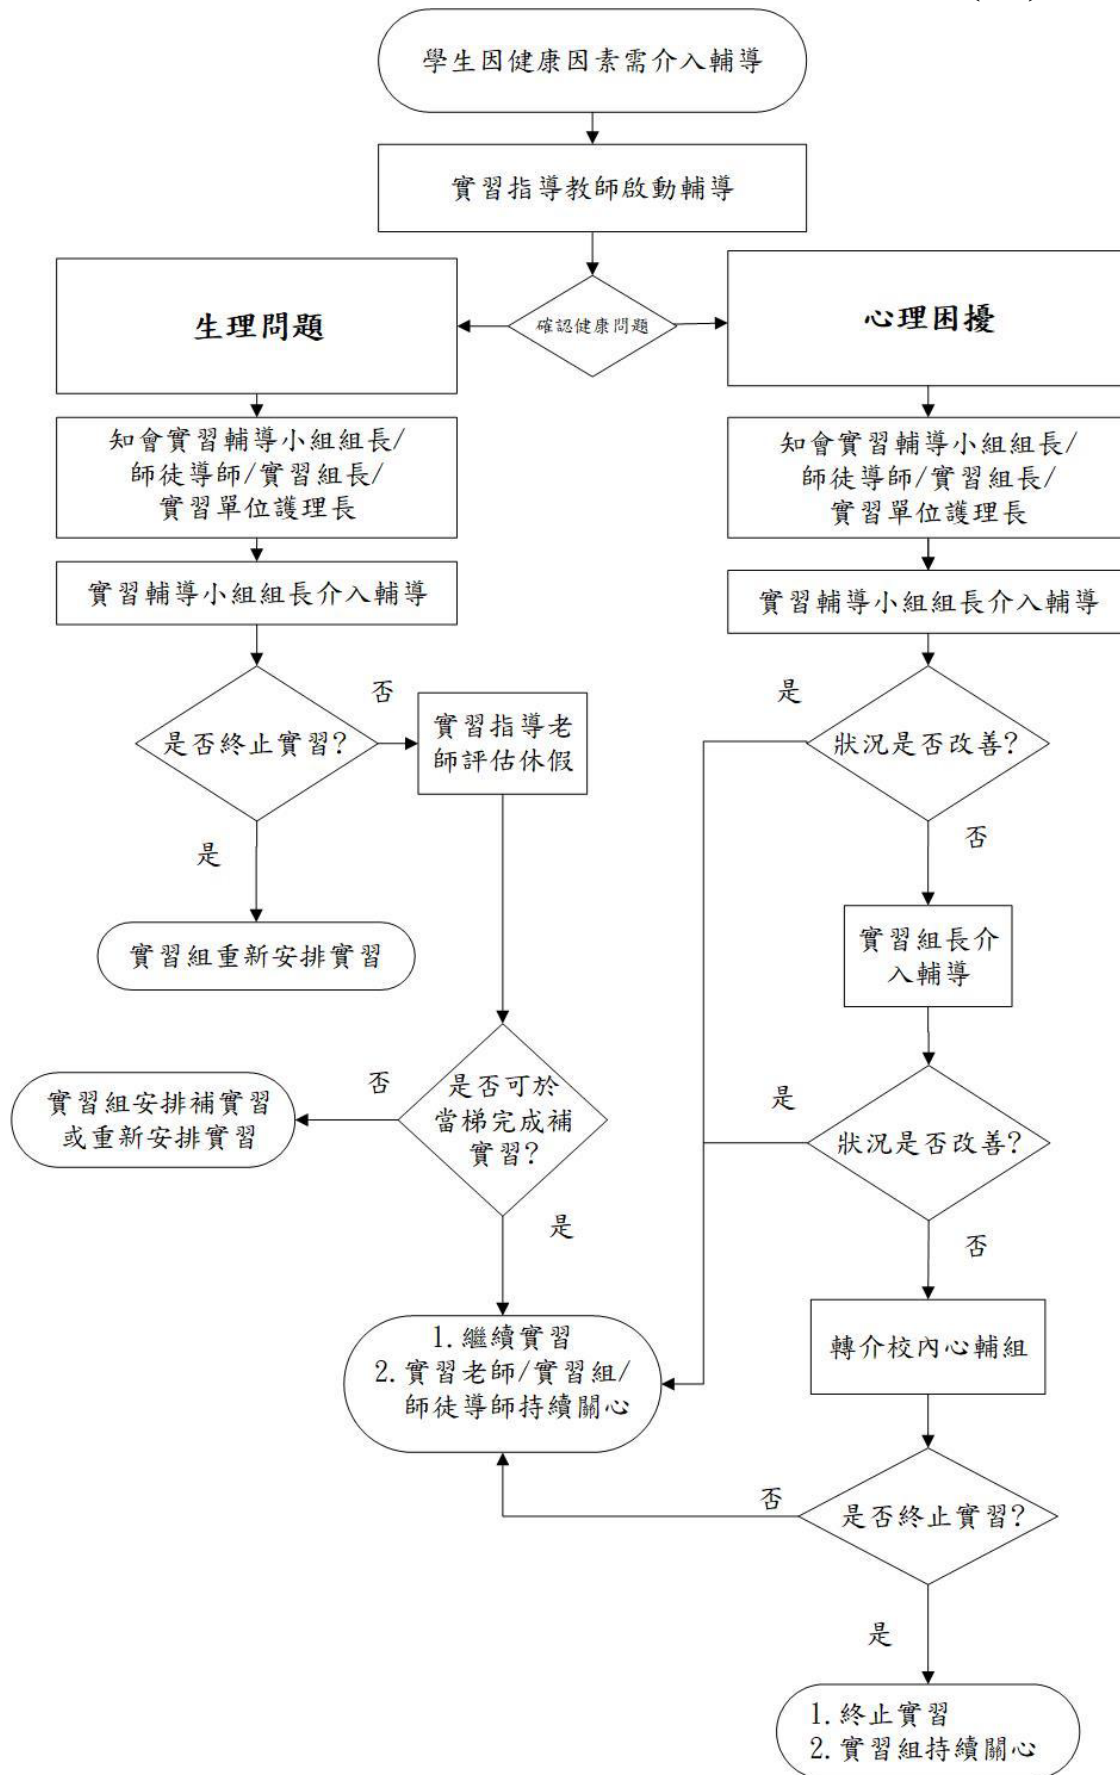 學生因健康因素需介入輔導
實習指導教師啟動輔導
確認健康問題
生理問題
知會實習輔導小組組長/
師徒導師/實習組長/
實習單位護理長
實習輔導小組組長介入輔導
是否終止實習?
否
實習指導老
師評估休假
是
實習組重新安排實習
是否可於
當梯完成補
實習?
否
實習組安排補實習
或重新安排實習
是
1.繼續實習
2.實習老師/實習組/
師徒導師持續關心
心理困擾
知會實習輔導小組組長/
師徒導師/實習組長/
實習單位護理長
實習輔導小組組長介入輔導
狀況是否改善?
是
否
實習組長介
入輔導
狀況是否改善?
是
否
轉介校內心輔組
是否終止實習?
否
是
1.終止實習
2.實習組持續關心